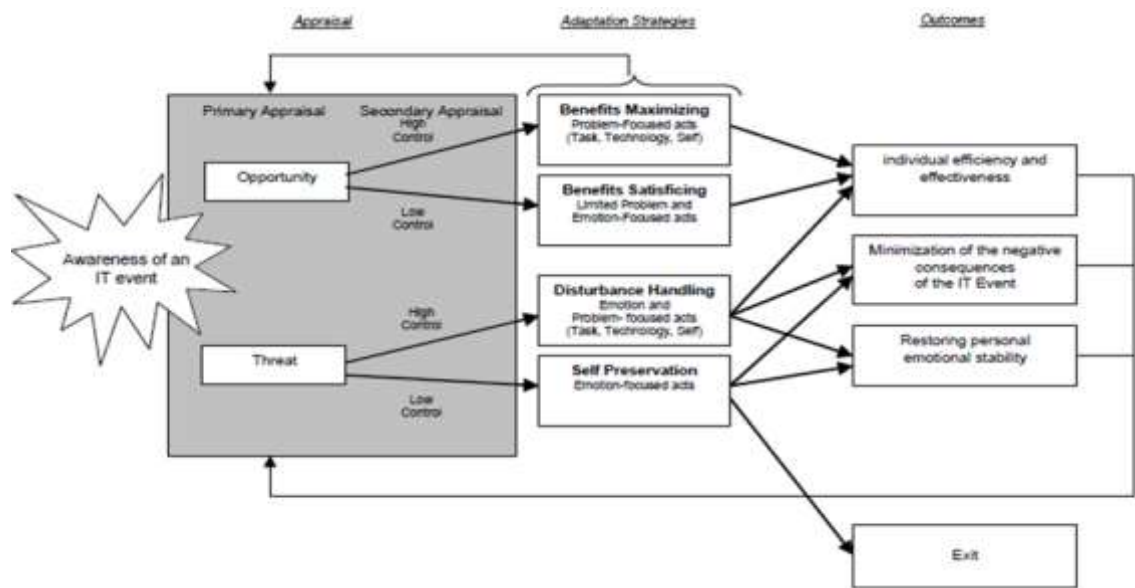 Appraisal
Adaptation Strategies
Outcomes
Primary Appraisal
Secondary Appraisal
High
Control
Opportunity
Low
Control
Awareness of an
IT event
High
Control
Threat
Low
Control
Benefits Maximizing
Problem-Focused acts
(Task, Technology, Self)
Benefits Satisficing
Limited Problem and
Emotion-Focused acts
Disturbance Handling
Emotion and
Problem- focused acts
(Task, Technology, Self)
Self Preservation
Emotion-focused acts
individual efficiency and
effectiveness
Minimization of the negative
consequences
of the IT Event
Restoring personal
emotional stability
Exit